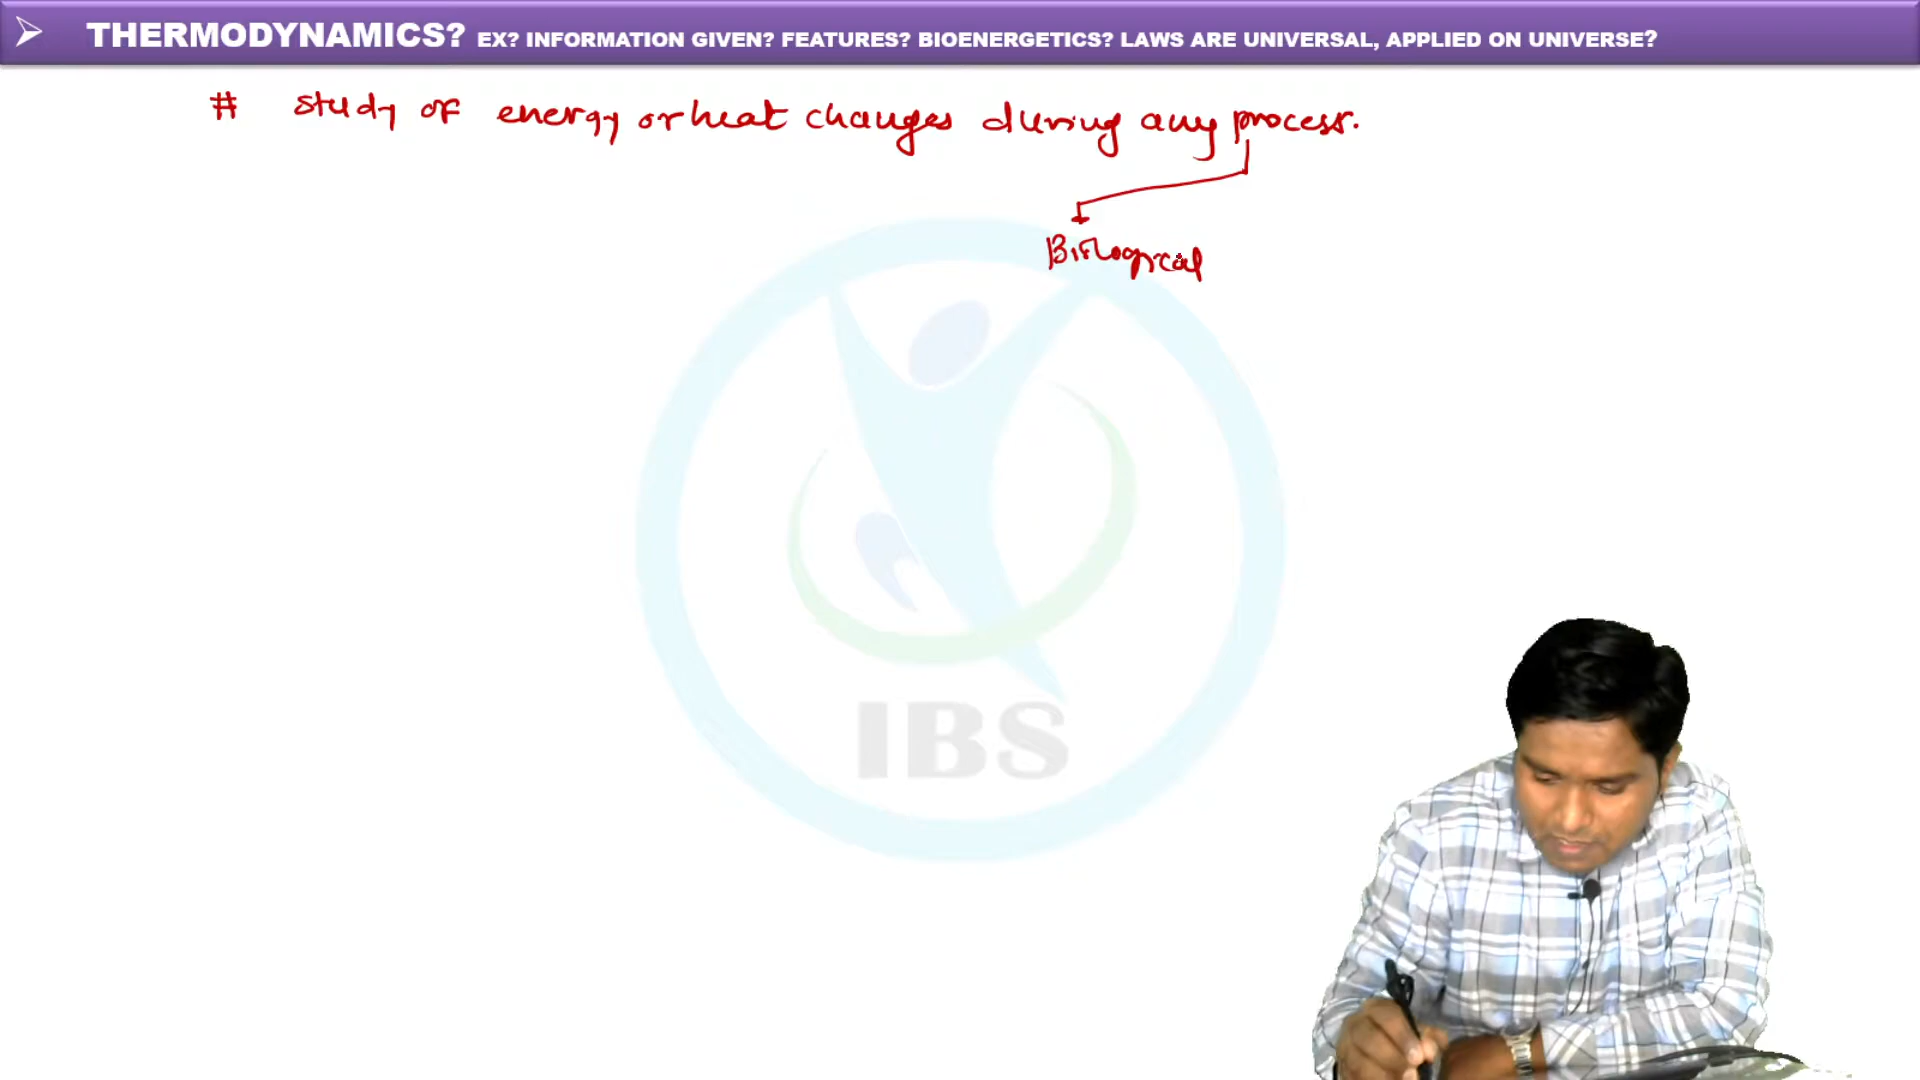 THERMODYNAMICS? EX? INFORMATION GIVEN? FEATURES? BIOENERGETICS? LAWS ARE UNIVERSAL, APPLIED ON UNIVERSE?
# study of energy or heat changes during any process.
Biological
IBS